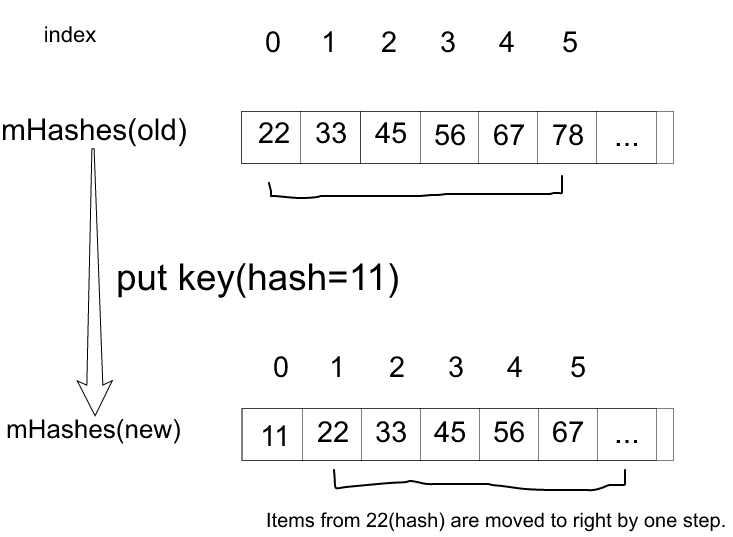 index
0 1 2 3 4 5
mHashes(old)
22 33 45 56 67 78 ...
put key(hash=11)
0 1 2 3 4 5
mHashes(new)
11 22 33 45 56 67 ...
Items from 22(hash) are moved to right by one step.